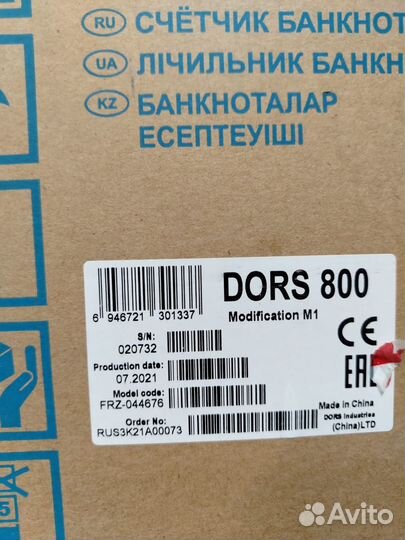 RU СЧЁТЧИК БАНКНОТ
UA ЛІЧИЛЬНИК БАНКН
KZ БАНКНОТАЛАР
ЕСЕПТЕУІШІ
DORS 800
Modification M1
6 946721 301337
S/N:
020732
CE
Production date:
07.2021
EAC
Model code:
FRZ-044676
Made in China
DORS Industries
(China)LTD
Order No:
RUS3K21A00073
5
Avito